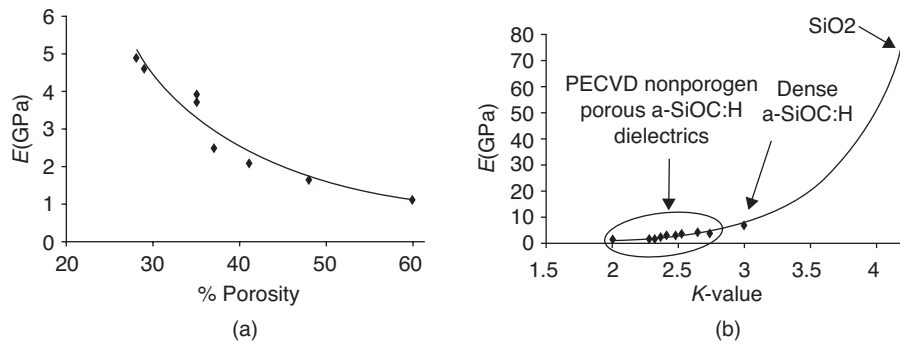 6
5
4
3
2
1
0
E(GPa)
20
30
40
50
60
% Porosity
(a)
80
70
60
50
40
30
20
10
0
E(GPa)
SiO2
PECVD nonporogen
porous a-SiOC:H
dielectrics
Dense
a-SiOC:H
1.5
2
2.5
3
3.5
4
K-value
(b)